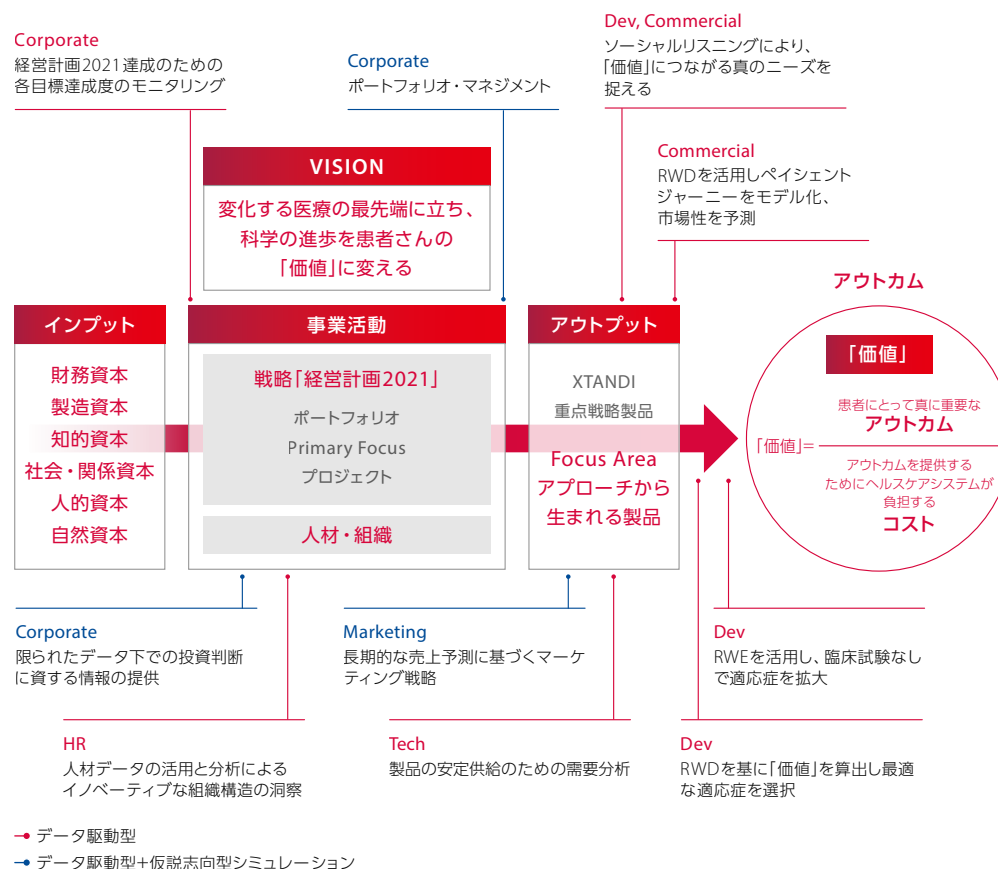 Corporate
経営計画2021達成のための
各目標達成度のモニタリング
Corporate
ポートフォリオ・マネジメント
Dev, Commercial
ソーシャルリスニングにより、
「価値」につながる真のニーズを
捉える
Commercial
RWDを活用しペイシェント
ジャーニーをモデル化、
市場性を予測
VISION
変化する医療の最先端に立ち、
科学の進歩を患者さんの
「価値」に変える
インプット
財務資本
製造資本
知的資本
社会・関係資本
人的資本
自然資本
事業活動
戦略「経営計画2021」
ポートフォリオ
Primary Focus
プロジェクト
人材・組織
アウトプット
XTANDI
重点戦略製品
Focus Area
アプローチから
生まれる製品
アウトカム
「価値」
「価値」=
患者にとって真に重要な
アウトカム
アウトカムを提供する
ためにヘルスケアシステムが
負担する
コスト
Corporate
限られたデータ下での投資判断
に資する情報の提供
Marketing
長期的な売上予測に基づくマーケ
ティング戦略
Dev
RWEを活用し、臨床試験なし
で適応症を拡大
HR
人材データの活用と分析による
イノベーティブな組織構造の洞察
Tech
製品の安定供給のための需要分析
Dev
RWDを基に「価値」を算出し最適
な適応症を選択
データ駆動型
データ駆動型+仮説志向型シミュレーション